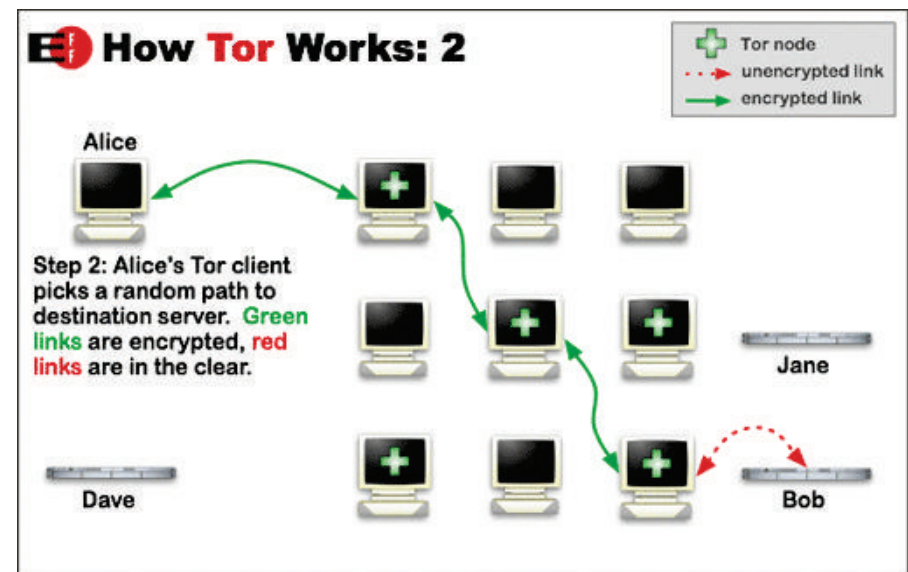 EFF How Tor Works: 2
Tor node
unencrypted link
encrypted link
Alice
Step 2: Alice's Tor client
picks a random path to
destination server. Green
links are encrypted, red
links are in the clear.
Jane
Dave
Bob